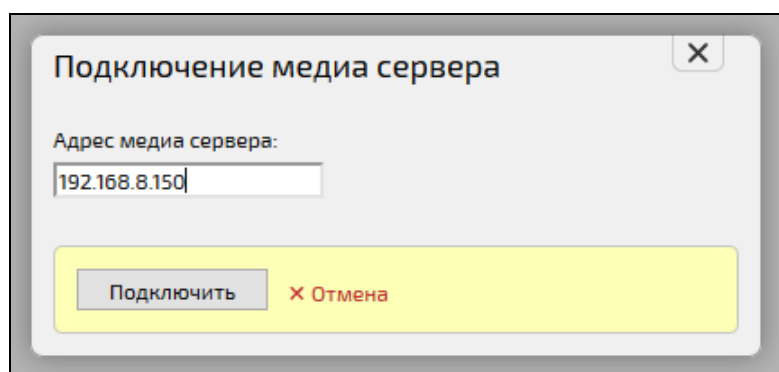 Подключение медиа сервера
Адрес медиа сервера:
192.168.8.150
Подключить
× Отмена